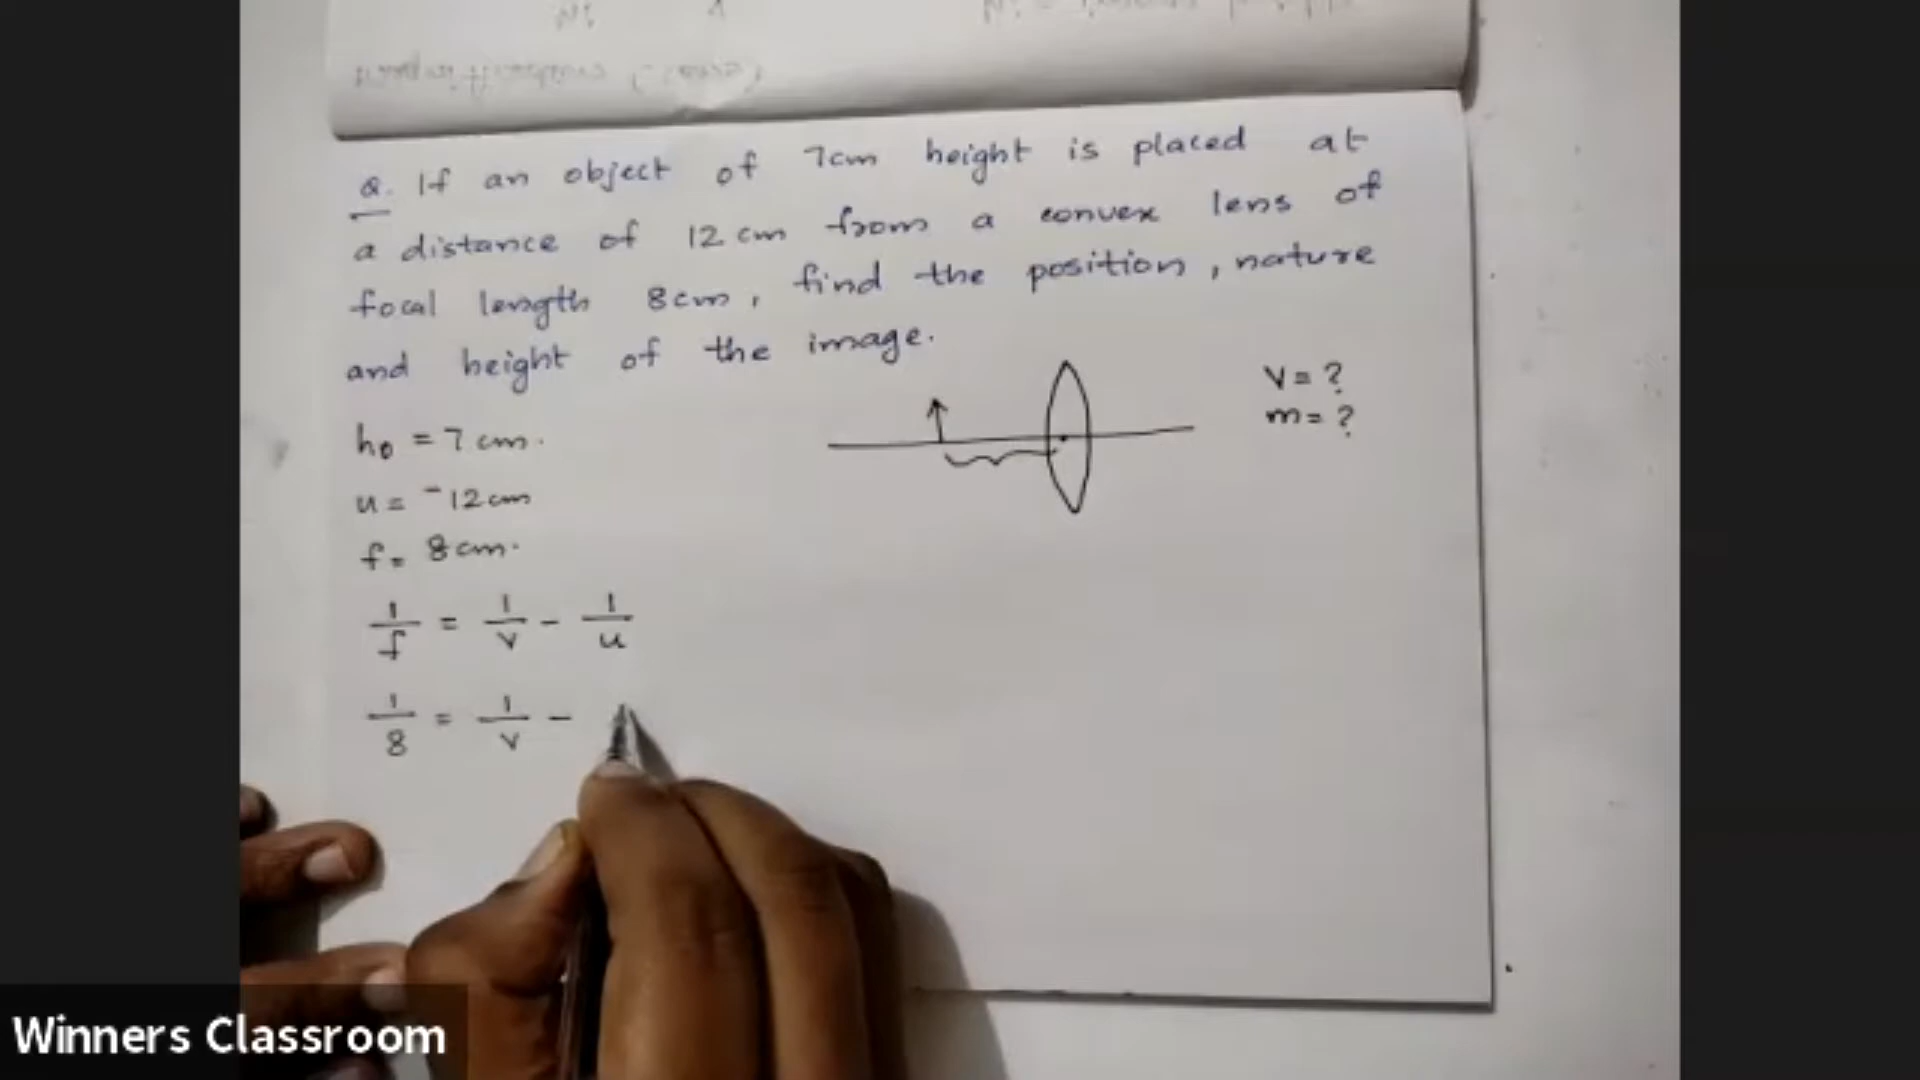 Q. If an object of 7cm height is placed at
a distance of 12 cm from a convex lens of
focal length 8cm, find the position, nature
and height of the image.
V = ?
m = ?
ho = 7 cm.
u = -12cm
f = 8cm.
1/f = 1/v - 1/u
1/8 = 1/v -
Winners Classroom